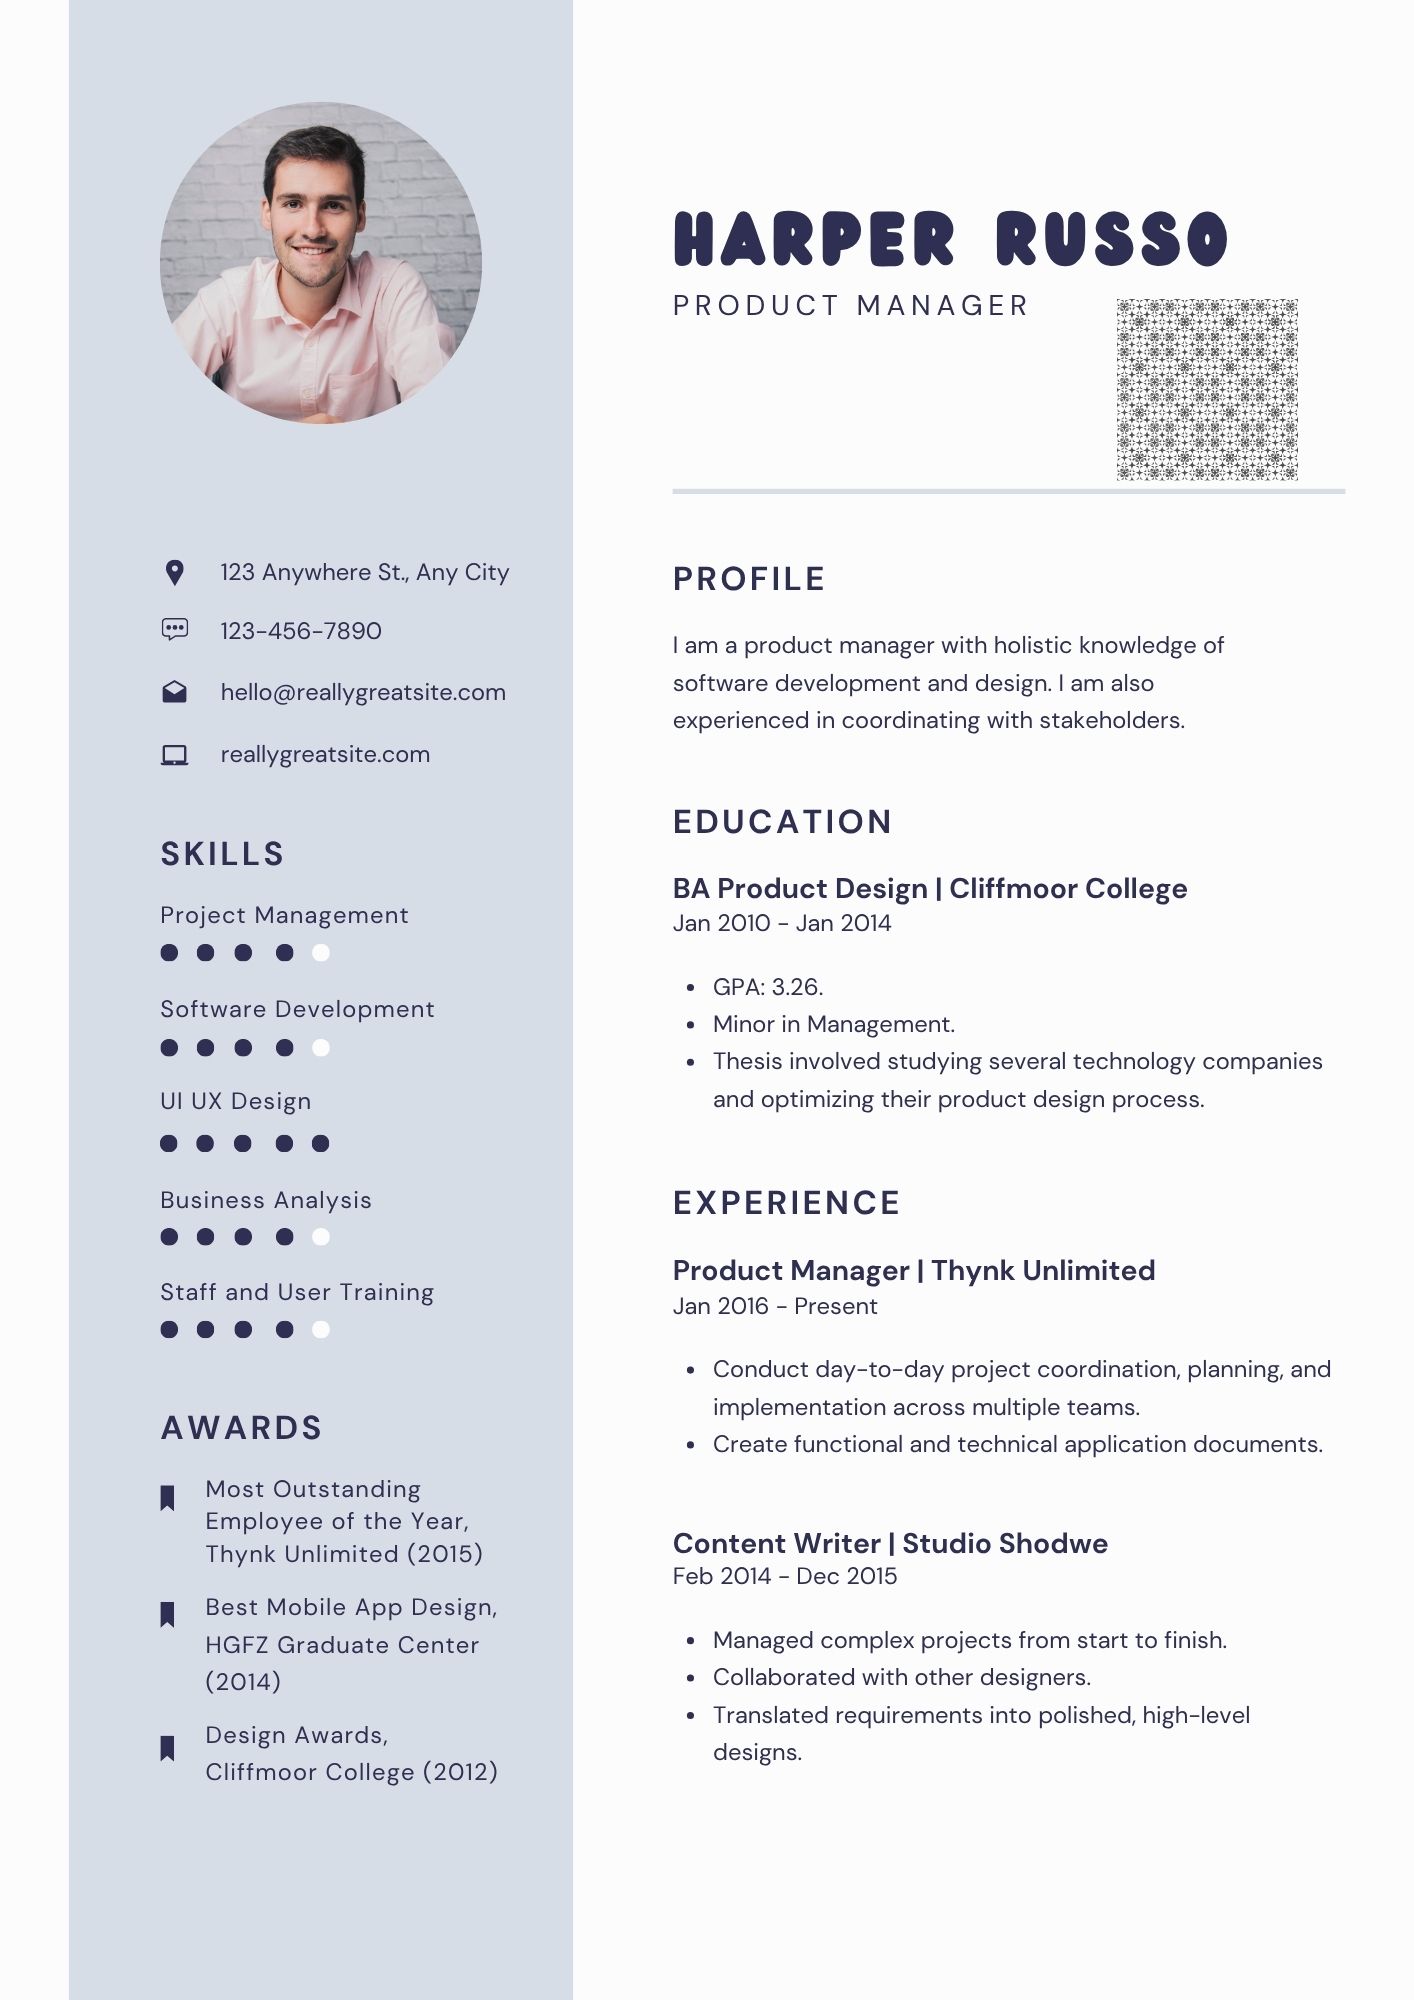 HARPER RUSSO
PRODUCT MANAGER
123 Anywhere St., Any City
123-456-7890
hello@reallygreatsite.com
reallygreatsite.com
SKILLS
Project Management
Software Development
UI UX Design
Business Analysis
Staff and User Training
AWARDS
Most Outstanding
Employee of the Year,
Thynk Unlimited (2015)
Best Mobile App Design,
HGFZ Graduate Center
(2014)
Design Awards,
Cliffmoor College (2012)
PROFILE
I am a product manager with holistic knowledge of
software development and design. I am also
experienced in coordinating with stakeholders.
EDUCATION
BA Product Design | Cliffmoor College
Jan 2010 - Jan 2014
• GPA: 3.26.
• Minor in Management.
• Thesis involved studying several technology companies
and optimizing their product design process.
EXPERIENCE
Product Manager | Thynk Unlimited
Jan 2016 - Present
• Conduct day-to-day project coordination, planning, and
implementation across multiple teams.
• Create functional and technical application documents.
Content Writer | Studio Shodwe
Feb 2014 - Dec 2015
• Managed complex projects from start to finish.
• Collaborated with other designers.
• Translated requirements into polished, high-level
designs.